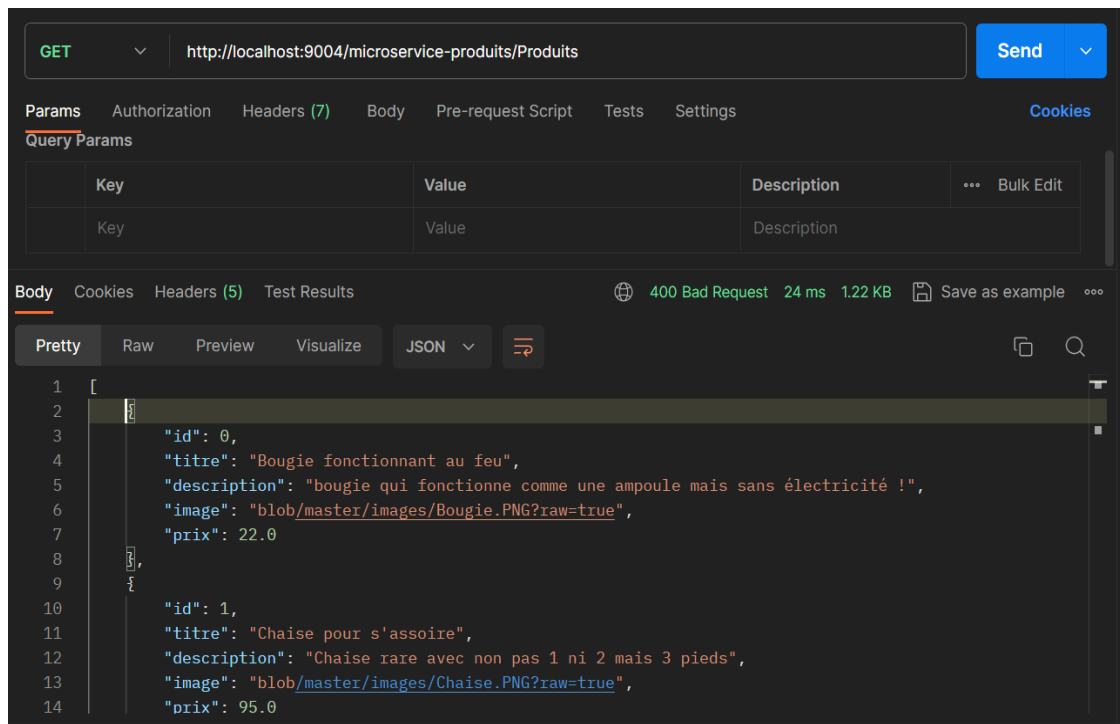 GET http://localhost:9004/microservice-produits/Produits Send
Params Authorization Headers (7) Body Pre-request Script Tests Settings Cookies
Query Params
Key Value Description Bulk Edit
Key Value Description
Body Cookies Headers (5) Test Results 400 Bad Request 24 ms 1.22 KB Save as example
Pretty Raw Preview Visualize JSON
1 [
2 {
3 "id": 0,
4 "titre": "Bougie fonctionnant au feu",
5 "description": "bougie qui fonctionne comme une ampoule mais sans électricité !",
6 "image": "blob/master/images/Bougie.PNG?raw=true",
7 "prix": 22.0
8 },
9 {
10 "id": 1,
11 "titre": "Chaise pour s'assoire",
12 "description": "Chaise rare avec non pas 1 ni 2 mais 3 pieds",
13 "image": "blob/master/images/Chaise.PNG?raw=true",
14 "prix": 95.0